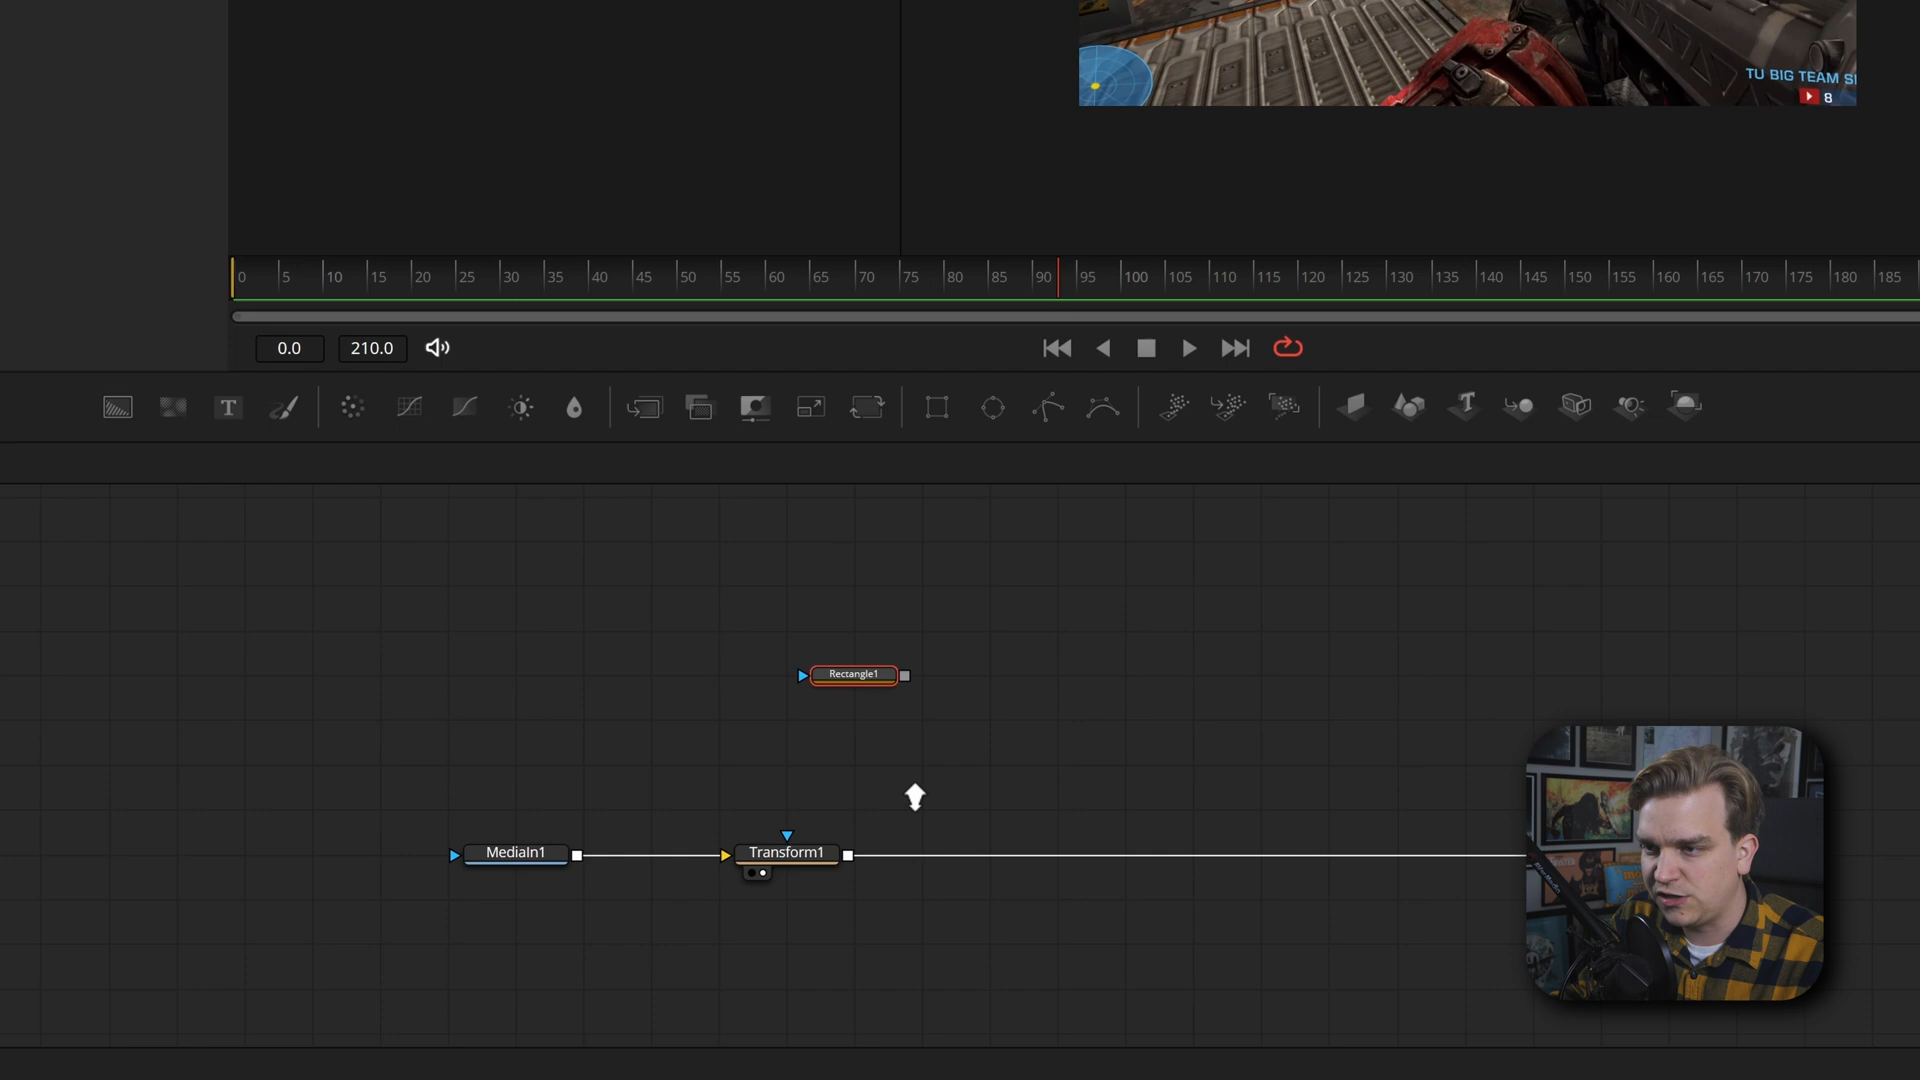 TU BIG TEAM S
8
0 5 10 15 20 25 30 35 40 45 50 55 60 65 70 75 80 85 90 95 100 105 110 115 120 125 130 135 140 145 150 155 160 165 170 175 180 185
0.0 210.0
T
Rectangle1
MediaIn1 Transform1